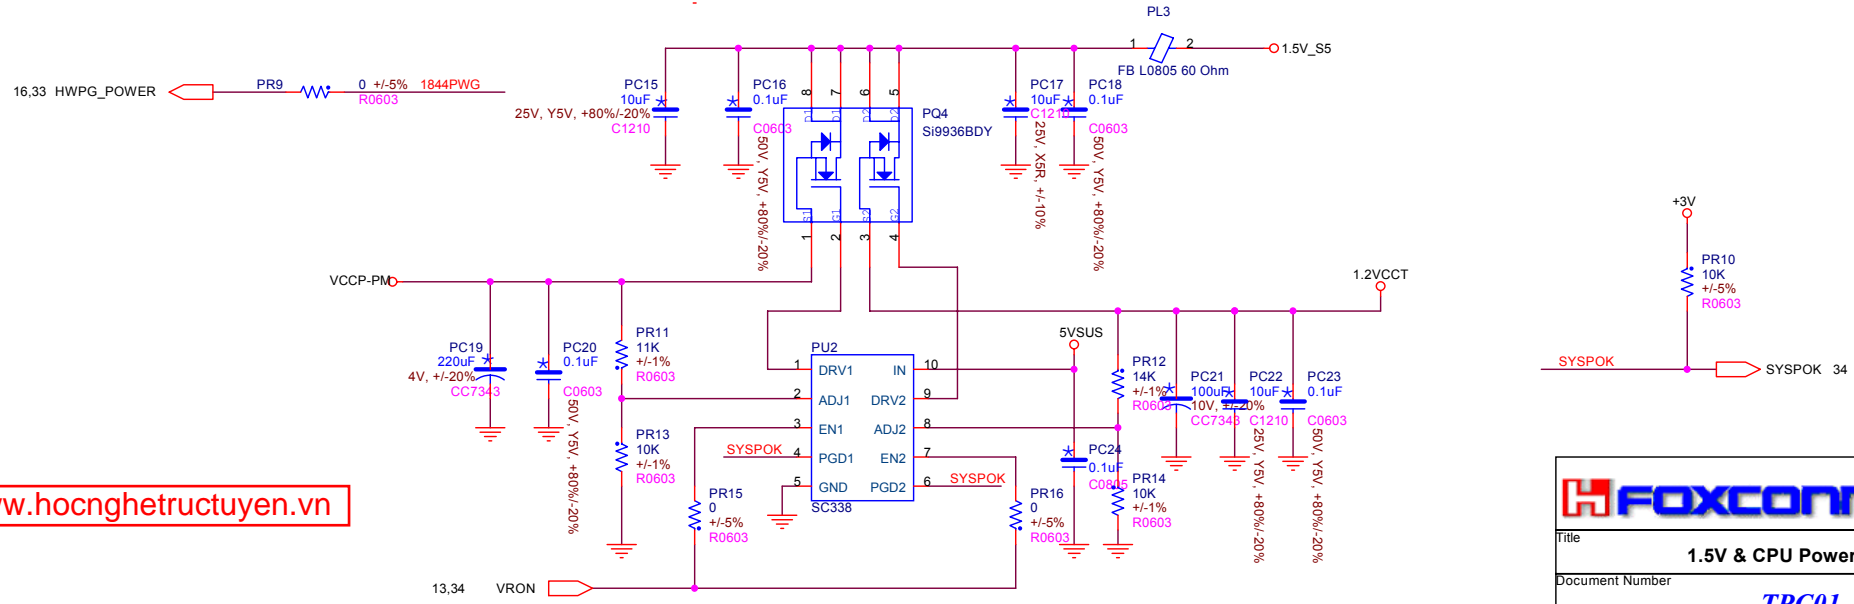 PL3
1
2
1.5V_S5
FB L0805 60 Ohm
16,33 HWPG_POWER
PR9
0 +/-5%
R0603
1844PWG
PC15
10uF
25V, Y5V, +80%/-20%
C1210
PC16
0.1uF
C0603
50V, Y5V, +80%/-20%
8
7
6
5
D1
D1
D2
D2
PQ4
Si9936BDY
S1
G1
S2
G2
1
2
3
4
PC17
10uF
C1210
25V, X5R, +/-10%
PC18
0.1uF
C0603
50V, Y5V, +80%/-20%
+3V
PR10
10K
+/-5%
R0603
SYSPOK
SYSPOK 34
VCCP-PM
1.2VCCT
PC19
220uF
4V, +/-20%
CC7343
PC20
0.1uF
C0603
50V, Y5V, +80%/-20%
PR11
11K
+/-1%
R0603
PR13
10K
+/-1%
R0603
PU2
1 DRV1 IN 10
2 ADJ1 DRV2 9
3 EN1 ADJ2 8
SYSPOK 4 PGD1 EN2 7
5 GND PGD2 6 SYSPOK
SC338
5VSUS
PC24
0.1uF
C0805
PR12
14K
+/-1%
R0603
PR14
10K
+/-1%
R0603
PC21
100uF
10V, +/-20%
CC7343
PC22
10uF
C1210
25V, Y5V, +80%/-20%
PC23
0.1uF
C0603
50V, Y5V, +80%/-20%
PR15
0
+/-5%
R0603
PR16
0
+/-5%
R0603
13,34 VRON
w.hocnghetructuyen.vn
FOXCONN
Title
1.5V & CPU Power
Document Number